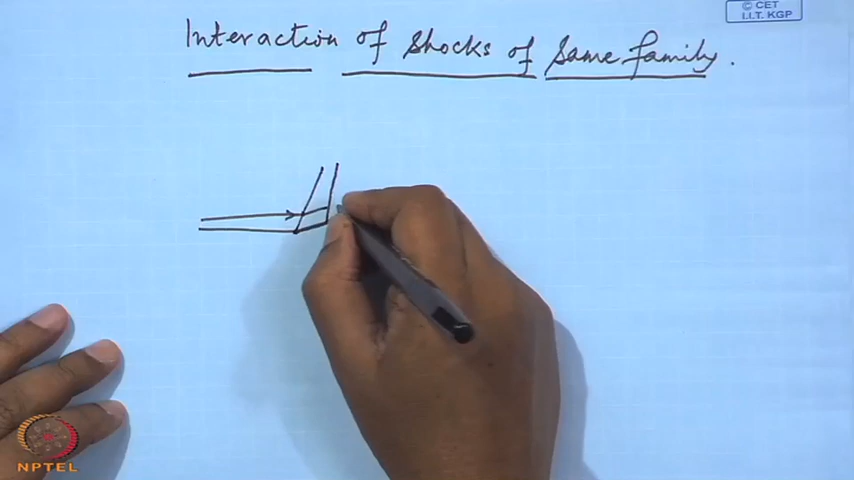 © CET
I.I.T. KGP
Interaction of Shocks of Same family.
NPTEL